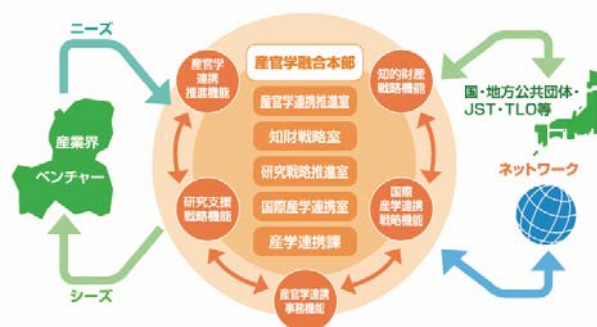 ニーズ
産業界
ベンチャー
シーズ
産官学
連携
推進機能
産官学融合本部
知的財産
戦略機能
産官学連携推進室
知財戦略室
研究戦略推進室
国際産学連携室
産学連携課
研究支援
戦略機能
国際
産学連携
戦略機能
産官学連携
事務機能
国・地方公共団体・
JST・TLO等
ネットワーク